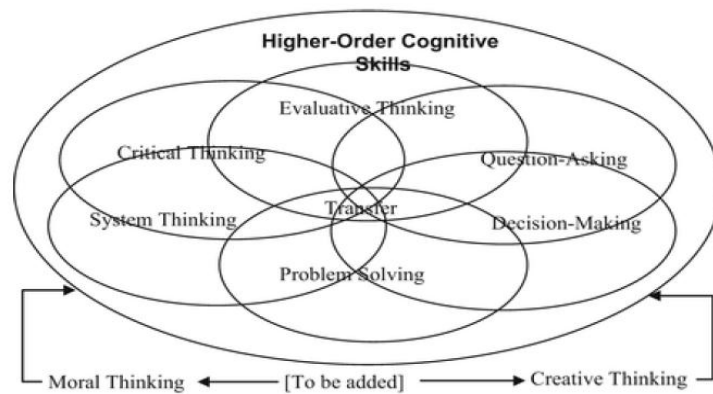 Higher-Order Cognitive
Skills
Evaluative Thinking
Critical Thinking
Question-Asking
Transfer
System Thinking
Decision-Making
Problem Solving
Moral Thinking
[To be added]
Creative Thinking